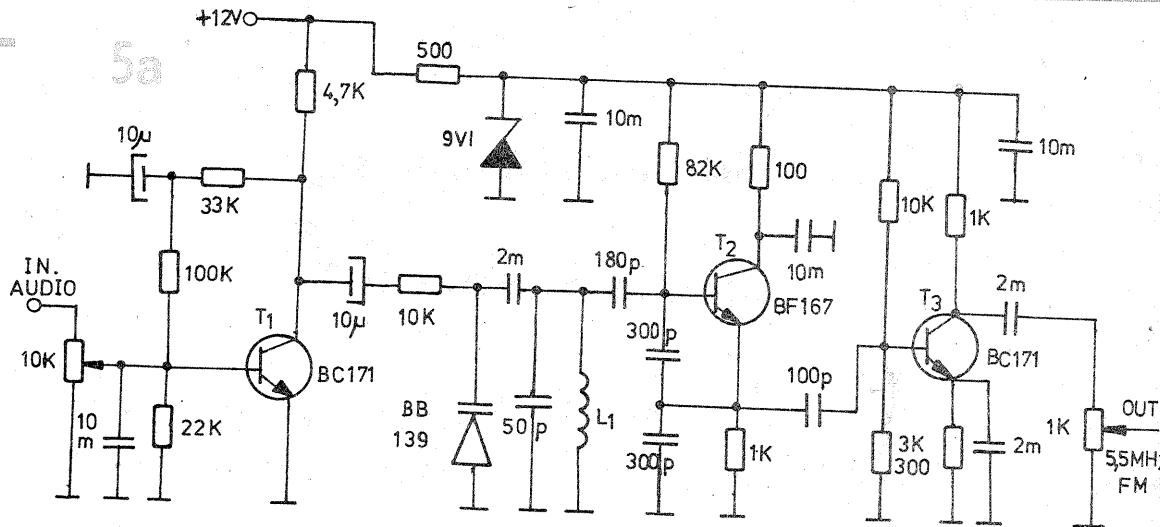 +12V
5a
500
4,7K
10µ
9V1
10m
10m
82K
100
33K
10K
1K
IN.
AUDIO
100K
2m
180p
T2
10m
BF167
2m
T1
10µ
10K
300p
T3
10K
BC171
BC171
100p
10
m
22K
BB
139
50p
L1
300p
1K
3K
300
2m
1K
OUT
5,5MHz
FM